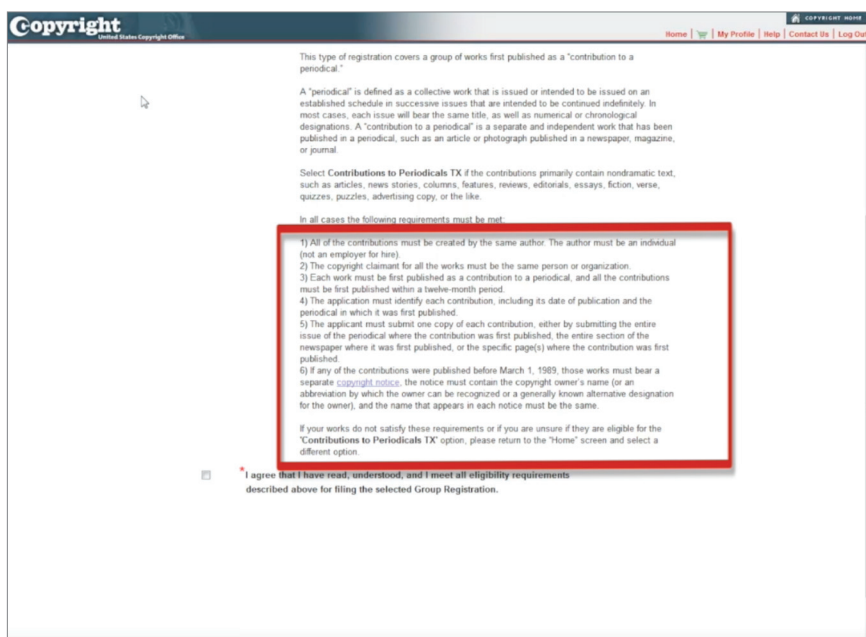 Copyright
United States Copyright Office
COPYRIGHT HOME
Home | | My Profile | Help | Contact Us | Log Out
This type of registration covers a group of works first published as a "contribution to a
periodical."
A "periodical" is defined as a collective work that is issued or intended to be issued on an
established schedule in successive issues that are intended to be continued indefinitely. In
most cases, each issue will bear the same title, as well as numerical or chronological
designations. A "contribution to a periodical" is a separate and independent work that has been
published in a periodical, such as an article or photograph published in a newspaper, magazine,
or journal.
Select Contributions to Periodicals TX if the contributions primarily contain nondramatic text,
such as articles, news stories, columns, features, reviews, editorials, essays, fiction, verse,
quizzes, puzzles, advertising copy, or the like.
In all cases the following requirements must be met:
1) All of the contributions must be created by the same author. The author must be an individual
(not an employer for hire).
2) The copyright claimant for all the works must be the same person or organization.
3) Each work must be first published as a contribution to a periodical, and all the contributions
must be first published within a twelve-month period.
4) The application must identify each contribution, including its date of publication and the
periodical in which it was first published.
5) The applicant must submit one copy of each contribution, either by submitting the entire
issue of the periodical where the contribution was first published, the entire section of the
newspaper where it was first published, or the specific page(s) where the contribution was first
published.
6) If any of the contributions were published before March 1, 1989, those works must bear a
separate copyright notice, the notice must contain the copyright owner's name (or an
abbreviation by which the owner can be recognized or a generally known alternative designation
for the owner), and the name that appears in each notice must be the same.
If your works do not satisfy these requirements or if you are unsure if they are eligible for the
"Contributions to Periodicals TX" option, please return to the "Home" screen and select a
different option.
*I agree that I have read, understood, and I meet all eligibility requirements
described above for filing the selected Group Registration.